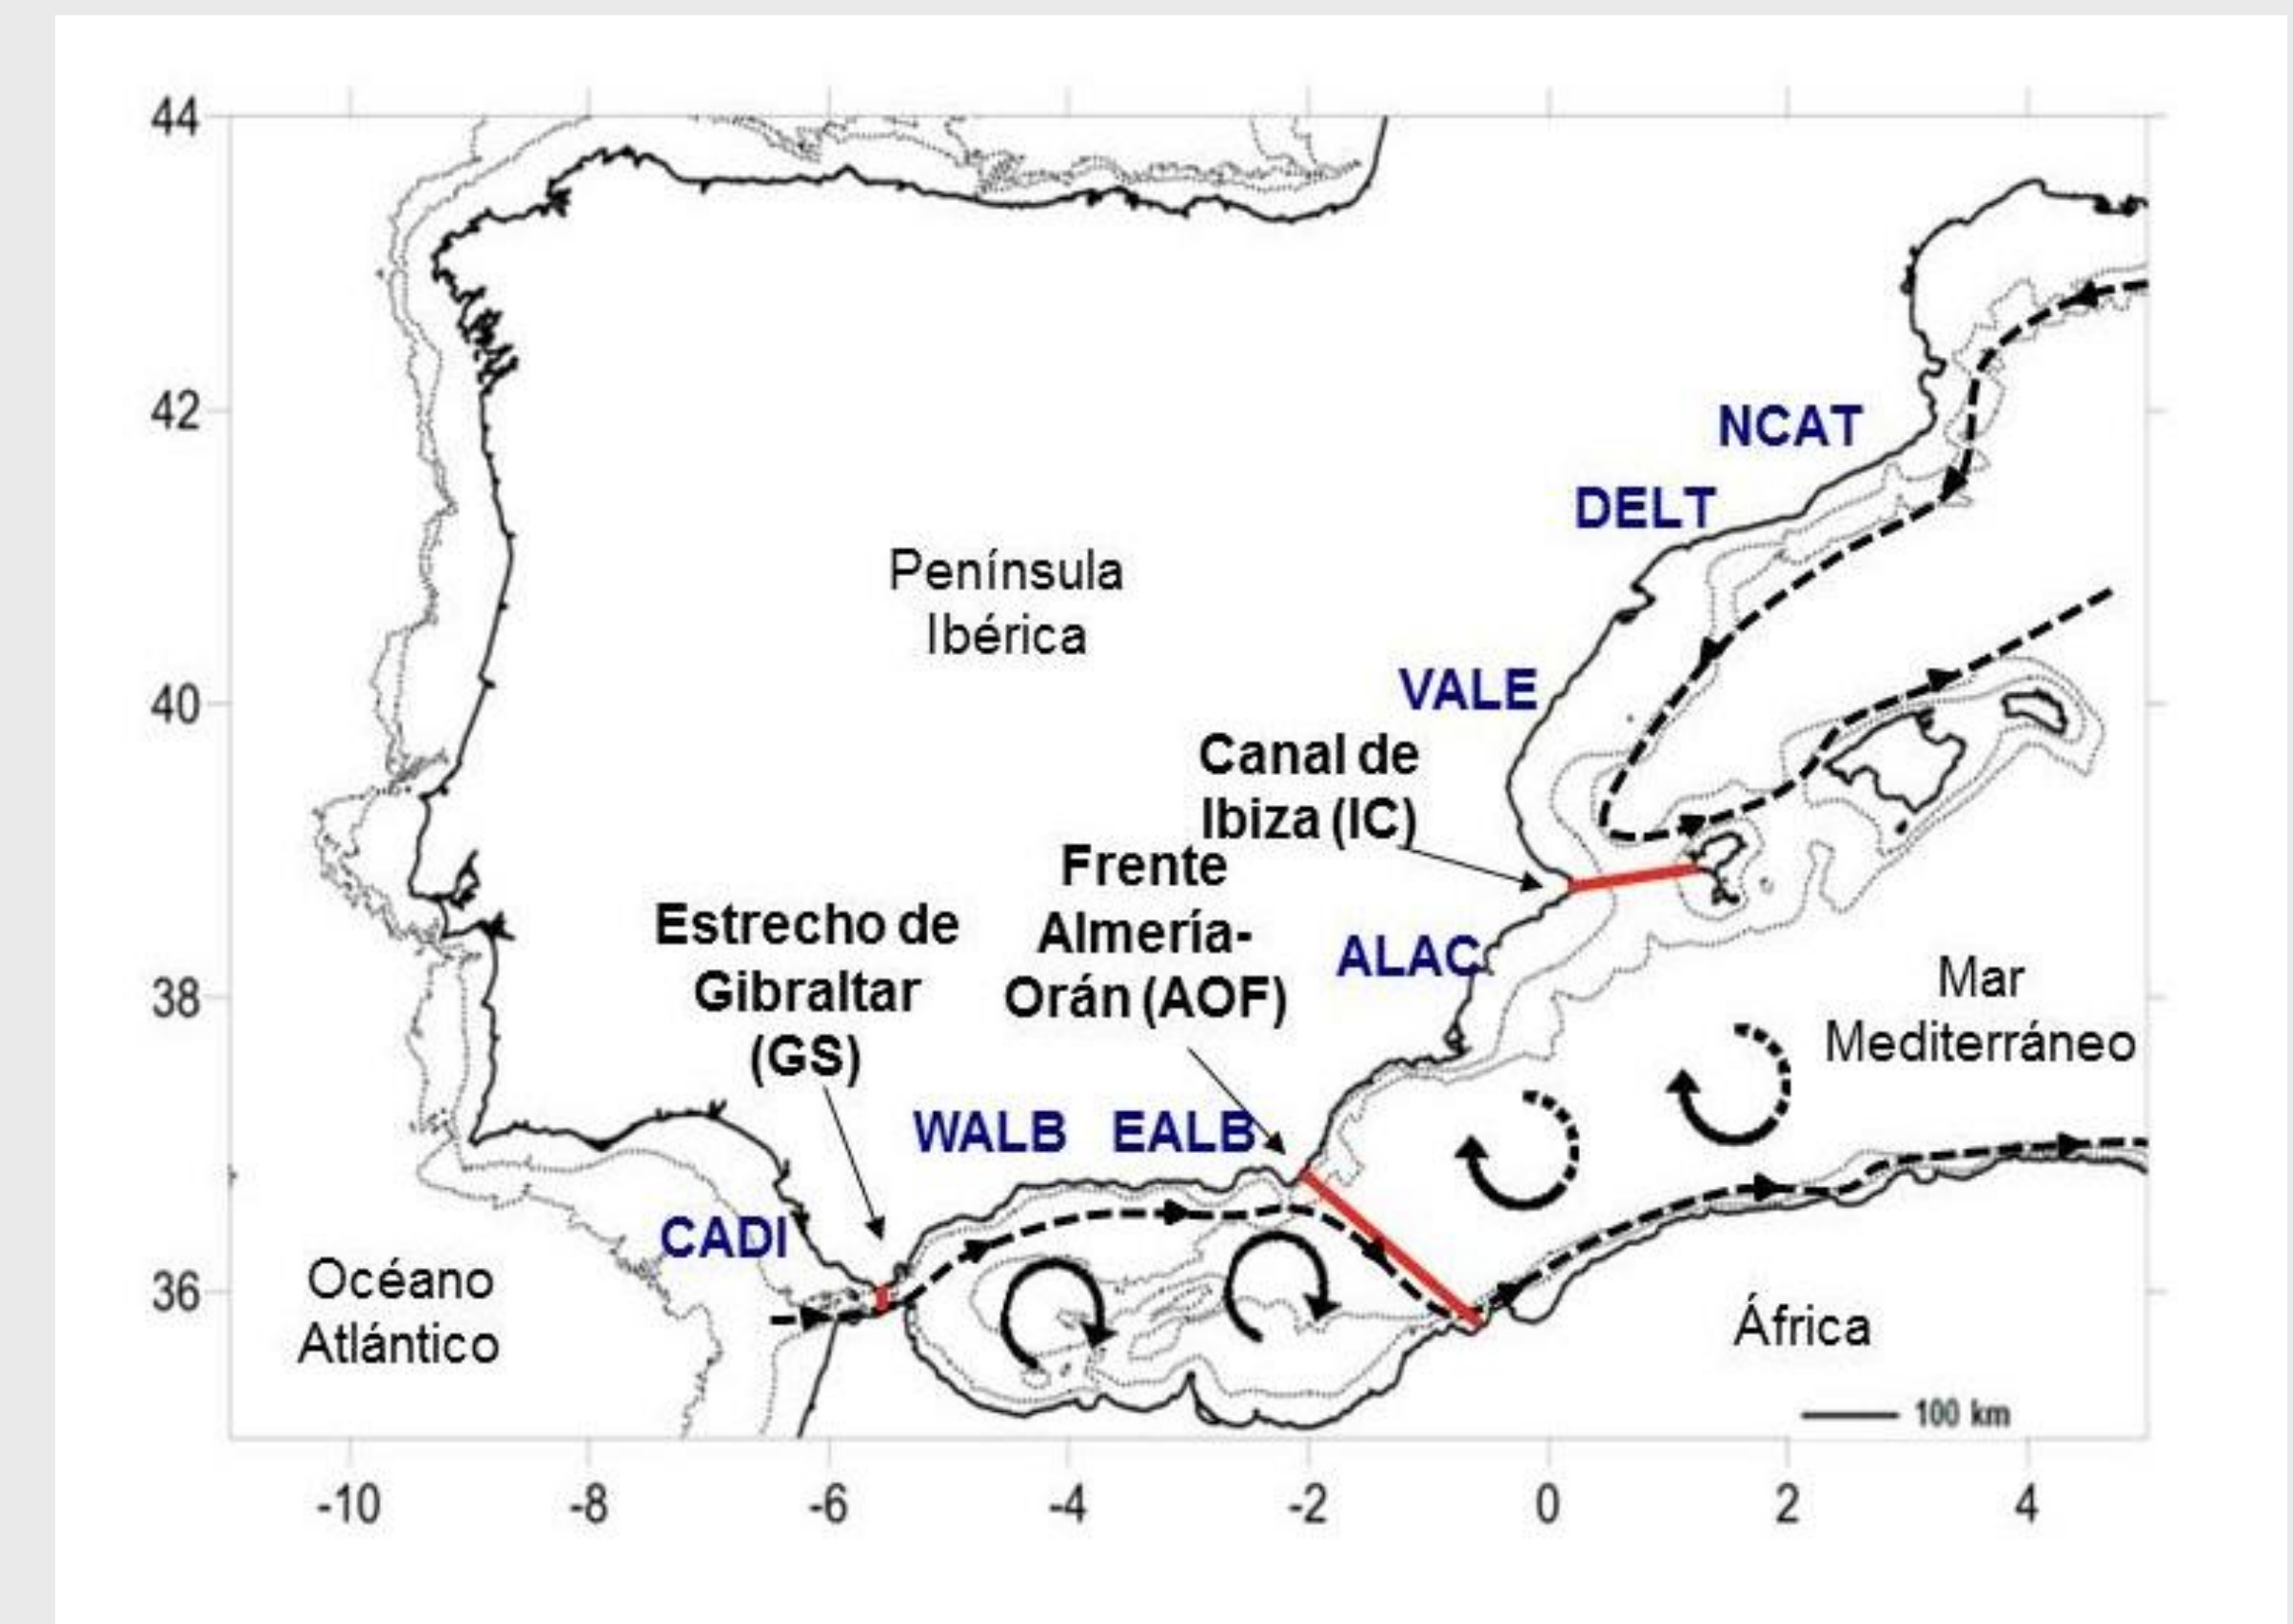 44
42
40
38
36
NCAT
DELT
Península
Ibérica
VALE
Canal de
Ibiza (IC)
Frente
Almería-
Orán (AOF)
Estrecho de
Gibraltar
(GS)
ALAC
Mar
Mediterráneo
WALB EALB
CADI
Océano
Atlántico
África
100 km
-10 -8 -6 -4 -2 0 2 4